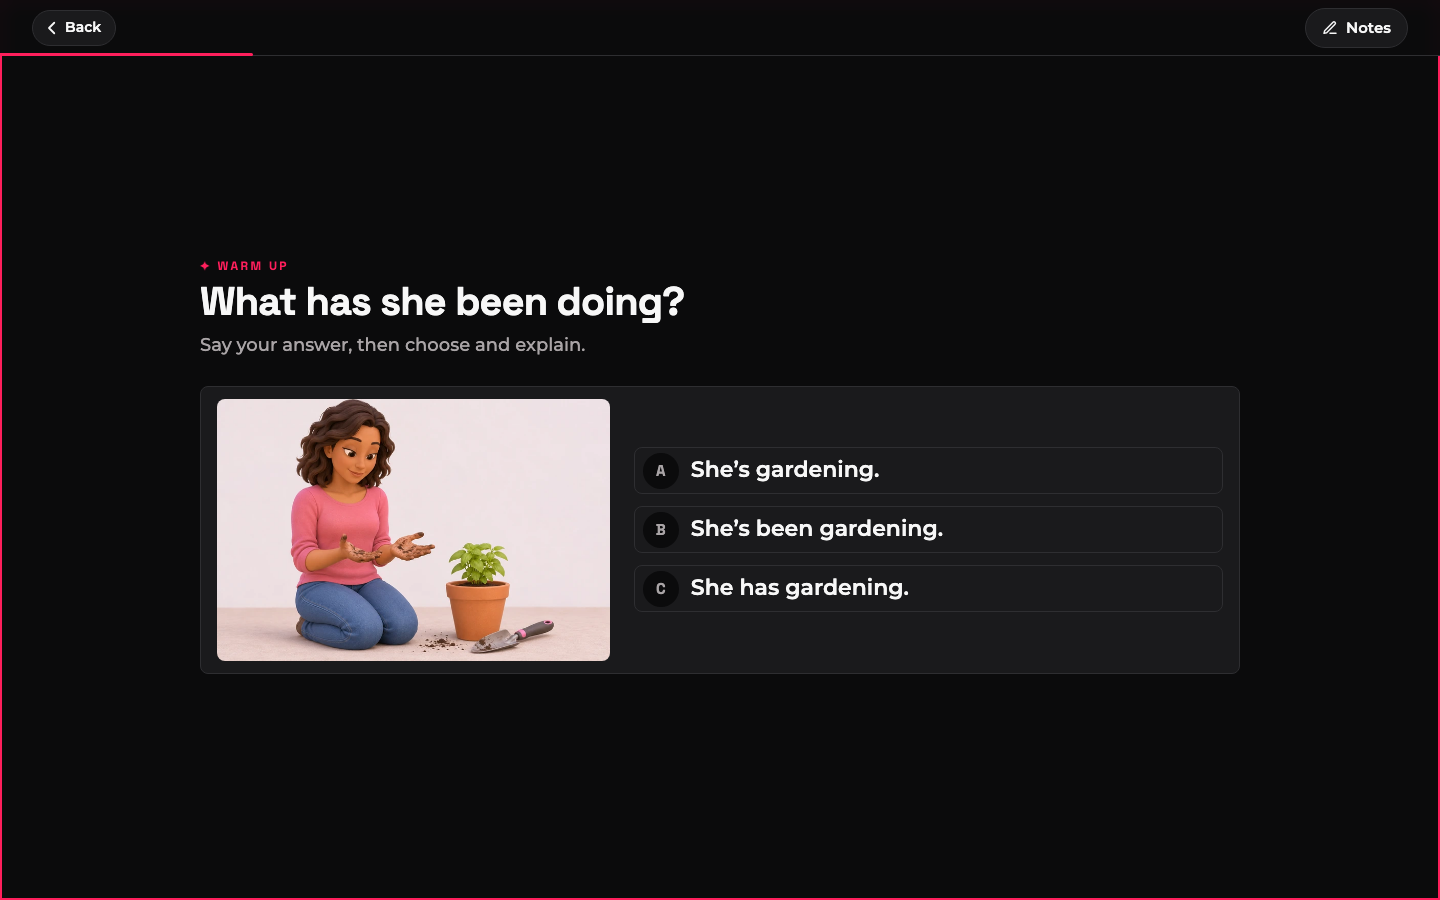 Back
Notes
WARM UP
What has she been doing?
Say your answer, then choose and explain.
A She’s gardening.
B She’s been gardening.
C She has gardening.